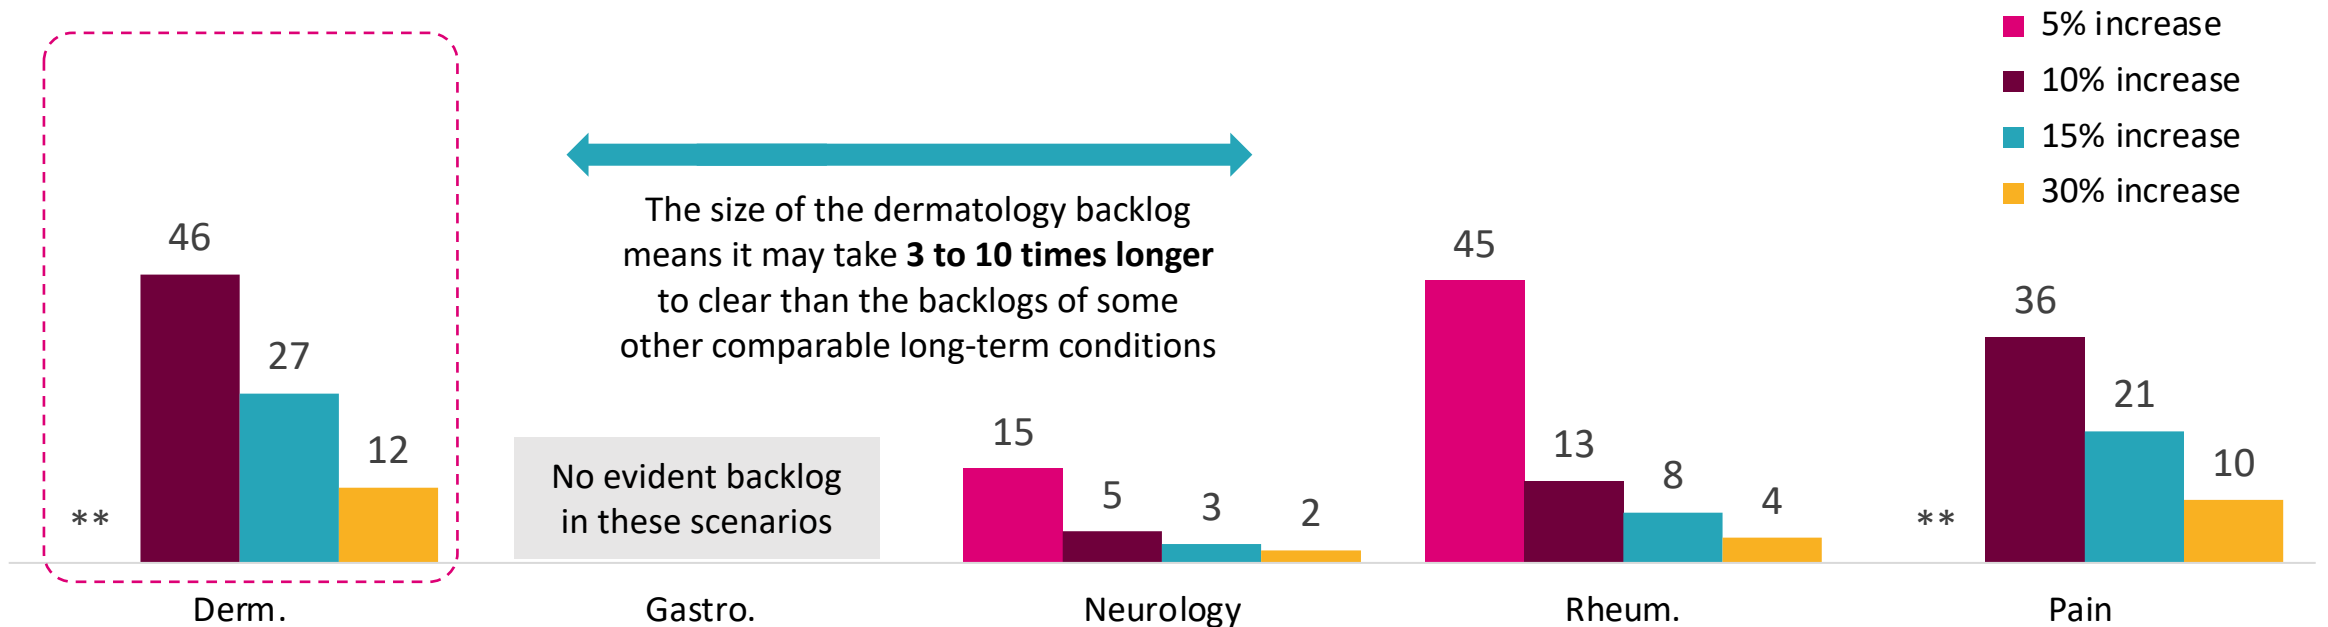 5% increase
10% increase
15% increase
30% increase
The size of the dermatology backlog
means it may take 3 to 10 times longer
to clear than the backlogs of some
other comparable long-term conditions
**
46
27
12
No evident backlog
in these scenarios
15
5
3
2
45
13
8
4
**
36
21
10
Derm.
Gastro.
Neurology
Rheum.
Pain